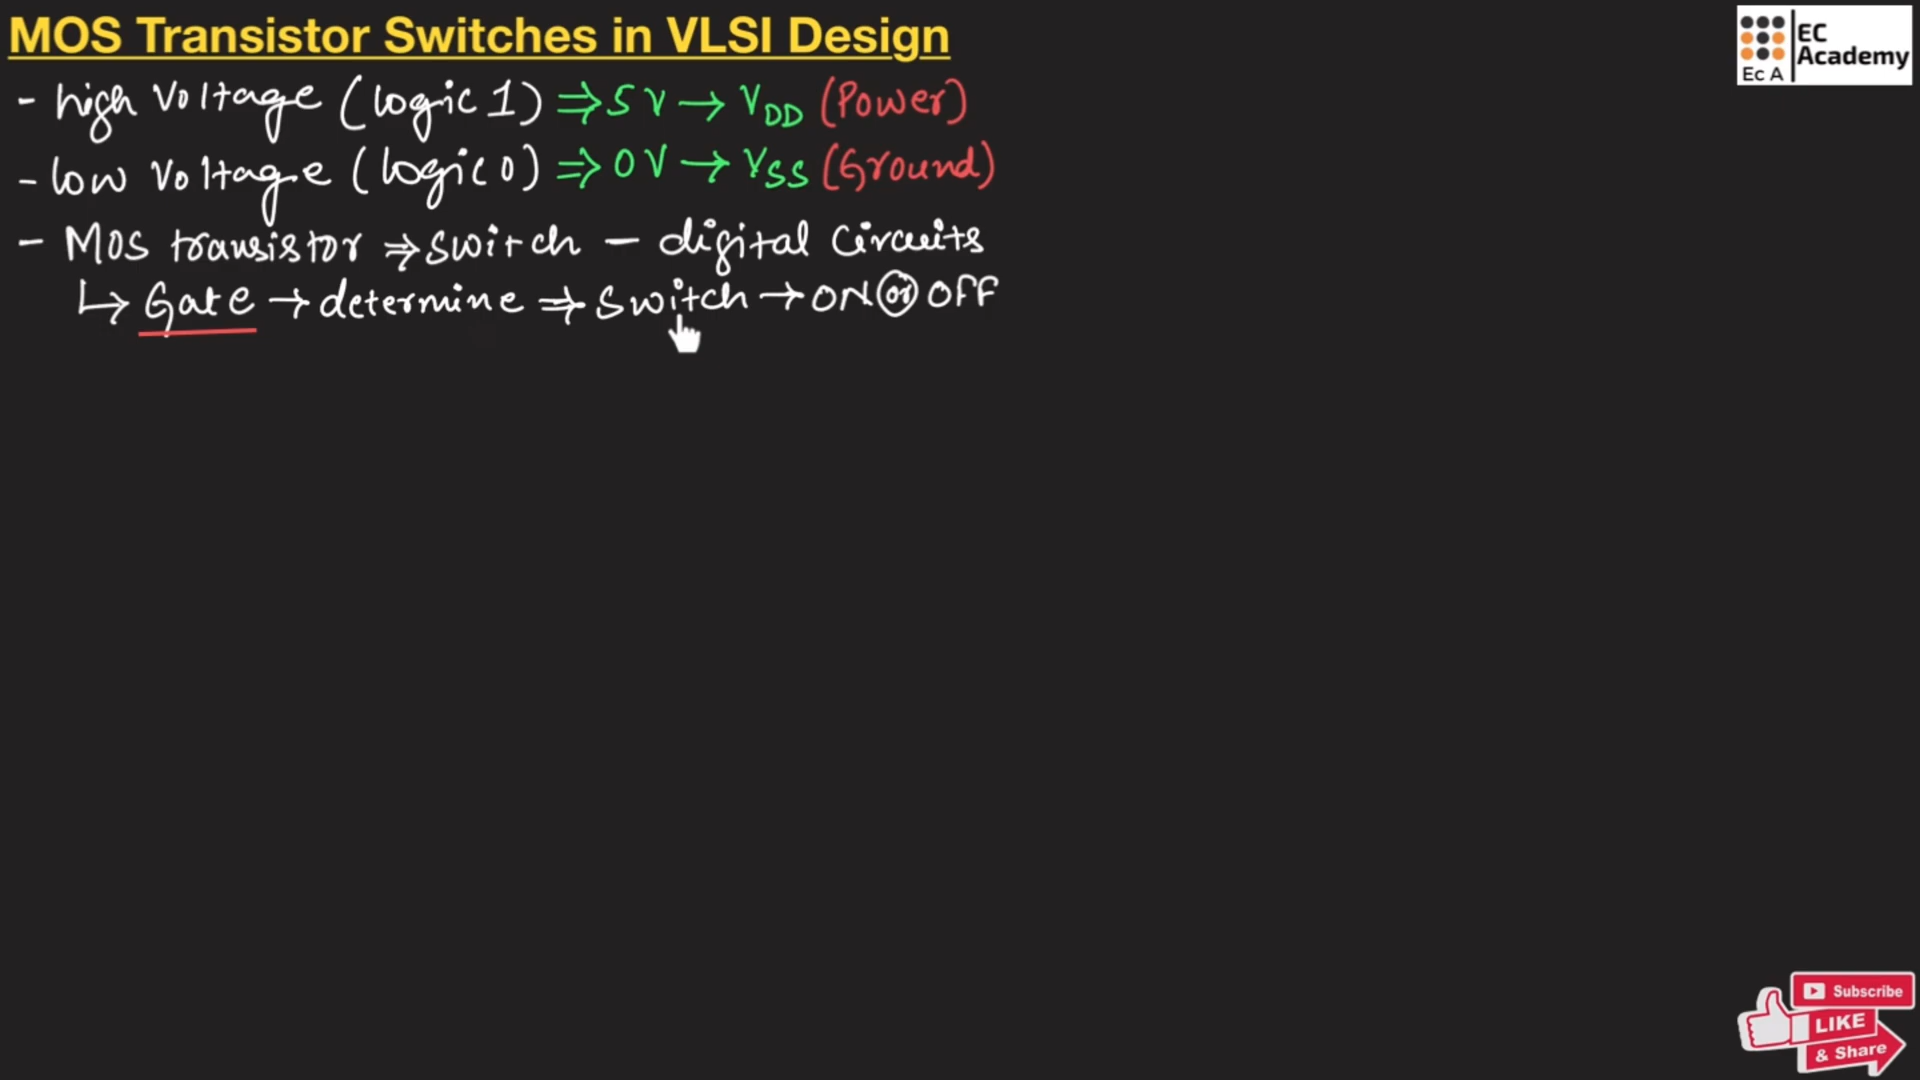 MOS Transistor Switches in VLSI Design
- high Voltage (logic 1) ⇒ 5 V → VDD (Power)
- low Voltage (logic 0) ⇒ 0 V → VSS (Ground)
- MOS transistor ⇒ switch - digital circuits
↳ Gate → determine ⇒ Switch → ON or OFF
EC Academy
Ec A
Subscribe
LIKE
& Share